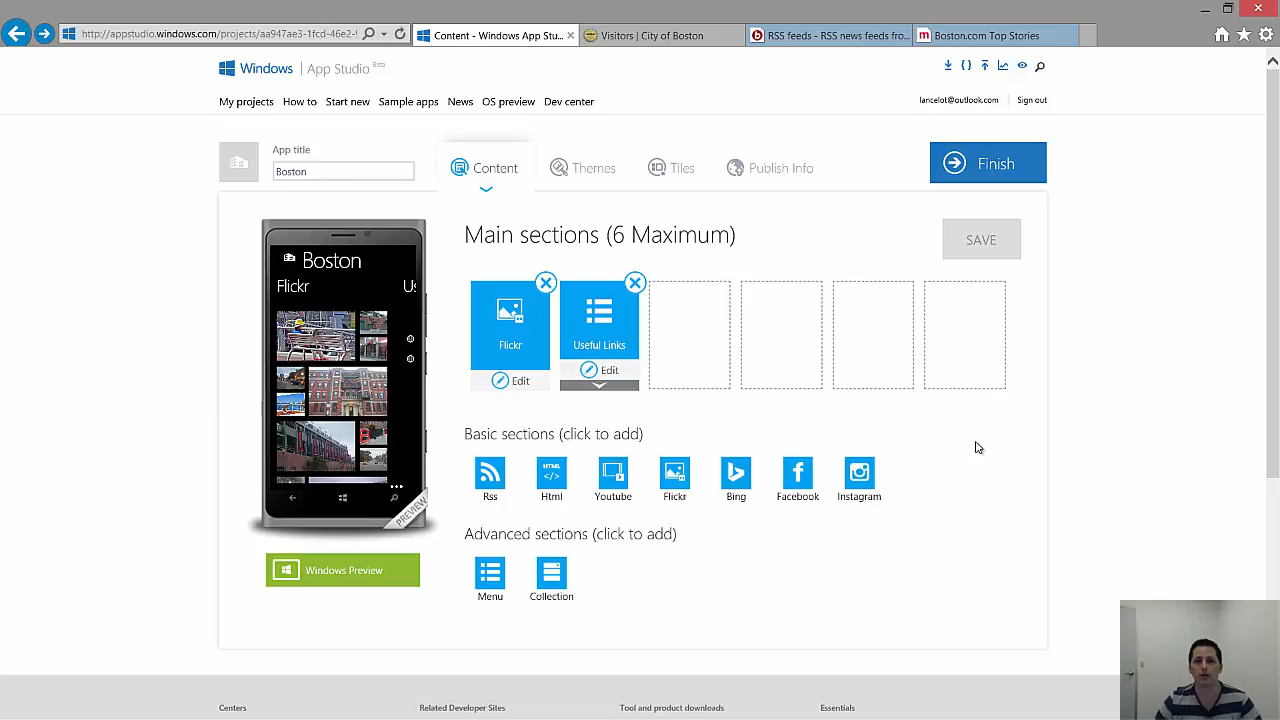 http://appstudio.windows.com/projects/aa947ae3-1fcd-46e2-
Content - Windows App Stu...
Visitors | City of Boston
RSS feeds - RSS news feeds fro...
Boston.com Top Stories
Windows | App Studio Beta
My projects How to Start new Sample apps News OS preview Dev center
lancelot@outlook.com | Sign out
App title
Boston
Content
Themes
Tiles
Publish Info
Finish
Boston
Flickr Us
PREVIEW
Windows Preview
Main sections (6 Maximum)
SAVE
Flickr
Edit
Useful Links
Edit
Basic sections (click to add)
HTML
</>
Rss Html Youtube Flickr Bing Facebook Instagram
Advanced sections (click to add)
Menu Collection
Centers Related Developer Sites Tool and product downloads Essentials